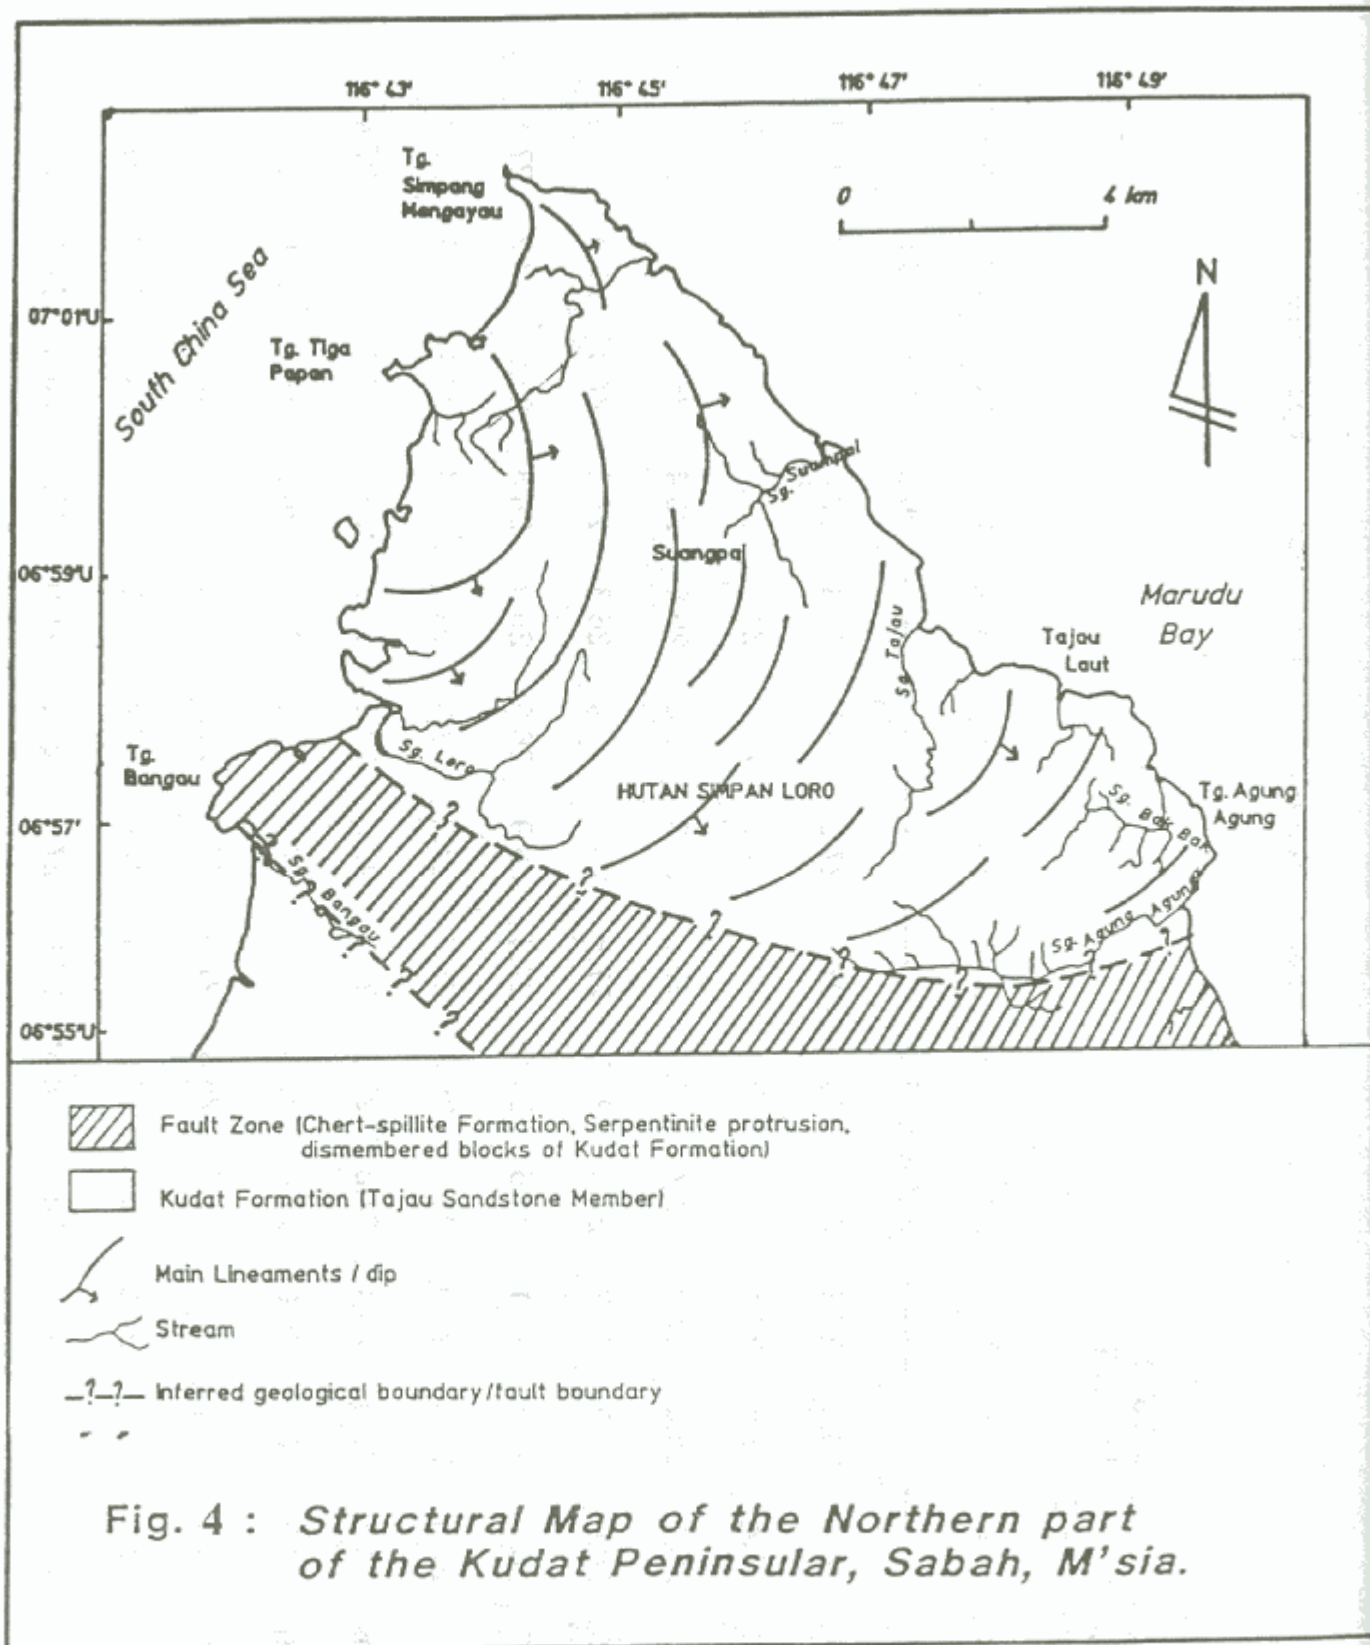 116° 43' 116° 45' 116° 47' 116° 49'
Tg.
Simpang
Mengayau
0 4 km
N
South China Sea
07°01'U
Tg. Tiga
Papan
Sg. Suampal
Suangpai
06°59'U
Marudu
Bay
Sg. Tajau
Tajau
Laut
Tg.
Bangau
Sg. Loro
HUTAN SIMPAN LORO
Tg. Agung
Agung
Sg. Bak Bak
06°57'
Sg. Bangau
Sg. Agung Agung
? ? ? ? ? ? ? ?
? ? ? ? ?
06°55'U
Fault Zone (Chert-spillite Formation, Serpentinite protrusion,
dismembered blocks of Kudat Formation)
Kudat Formation (Tajau Sandstone Member)
Main Lineaments / dip
Stream
—?—?— Inferred geological boundary/fault boundary
Fig. 4 : Structural Map of the Northern part
of the Kudat Peninsular, Sabah, M'sia.